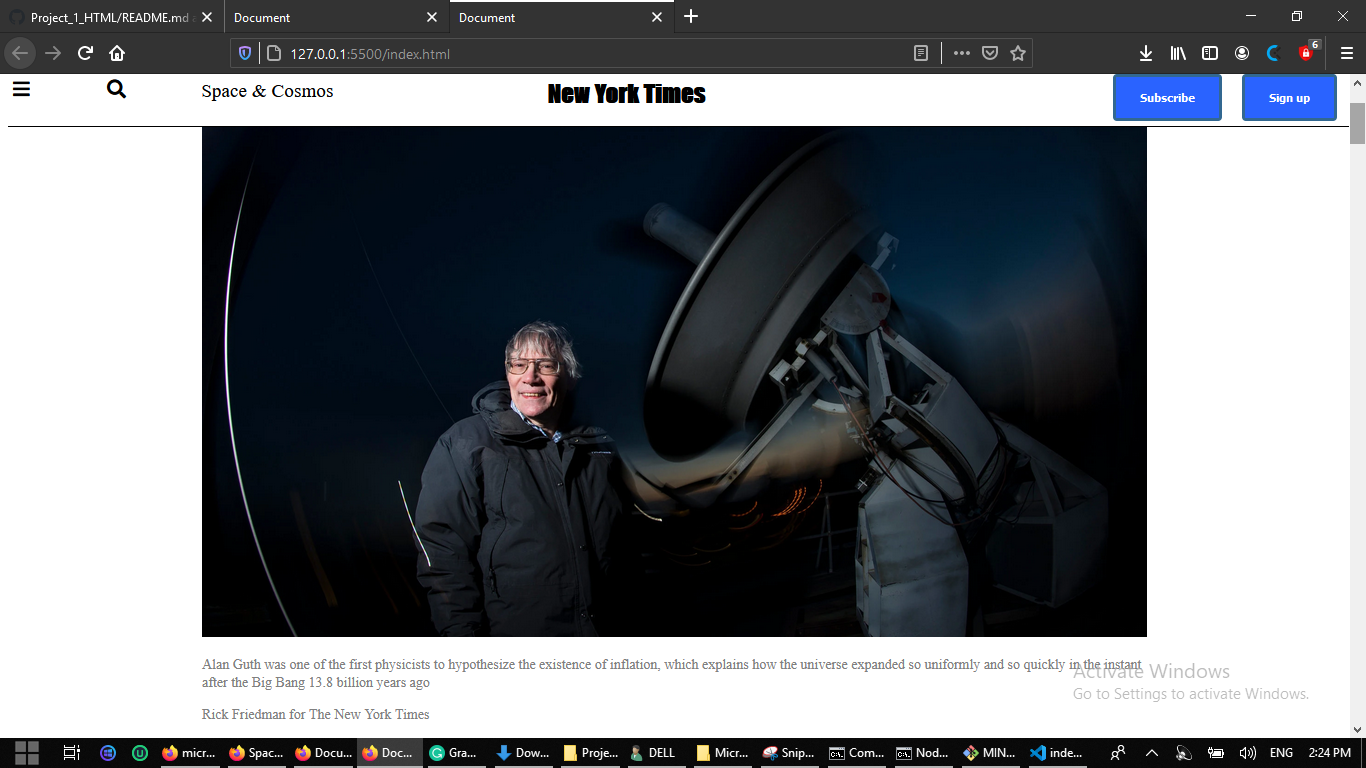 Project_1_HTML/README.md
Document
Document
127.0.0.1:5500/index.html
6
Space & Cosmos
New York Times
Subscribe
Sign up
Alan Guth was one of the first physicists to hypothesize the existence of inflation, which explains how the universe expanded so uniformly and so quickly in the instant
after the Big Bang 13.8 billion years ago
Activate Windows
Go to Settings to activate Windows.
Rick Friedman for The New York Times
micr...
Spac...
Docu...
Doc...
Gra...
Dow...
Proje...
DELL
Micr...
Snip...
Com...
Nod...
MIN...
inde...
ENG
2:24 PM